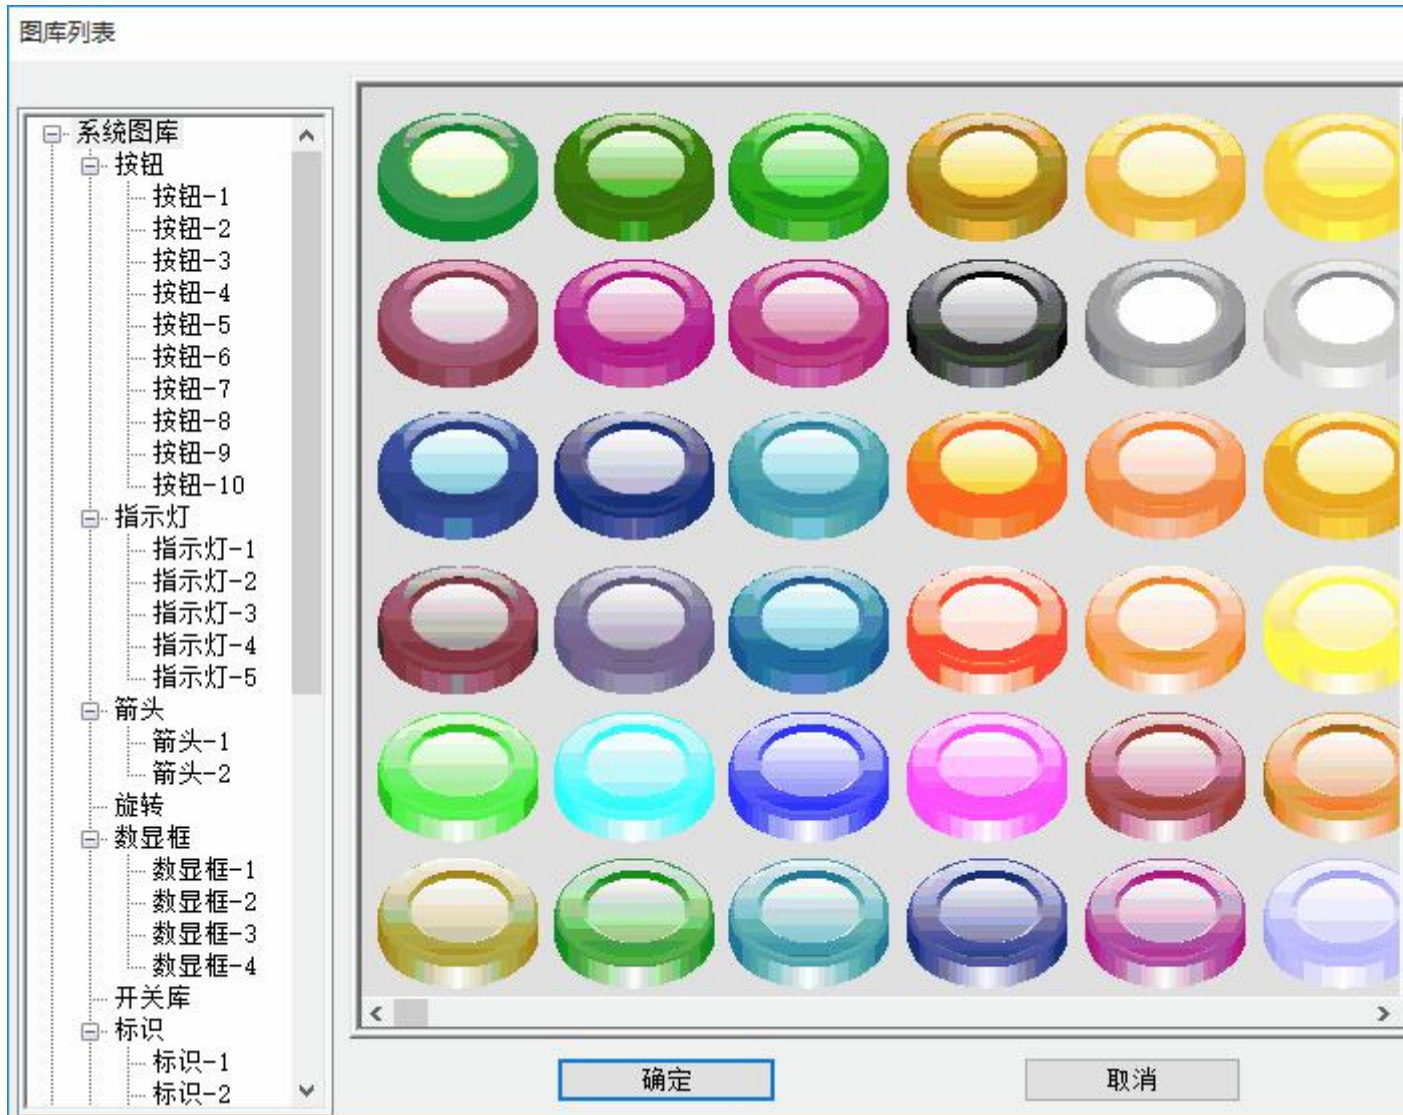 图库列表
系统图库
按钮
按钮-1
按钮-2
按钮-3
按钮-4
按钮-5
按钮-6
按钮-7
按钮-8
按钮-9
按钮-10
指示灯
指示灯-1
指示灯-2
指示灯-3
指示灯-4
指示灯-5
箭头
箭头-1
箭头-2
旋转
数显框
数显框-1
数显框-2
数显框-3
数显框-4
开关库
标识
标识-1
标识-2
确定
取消